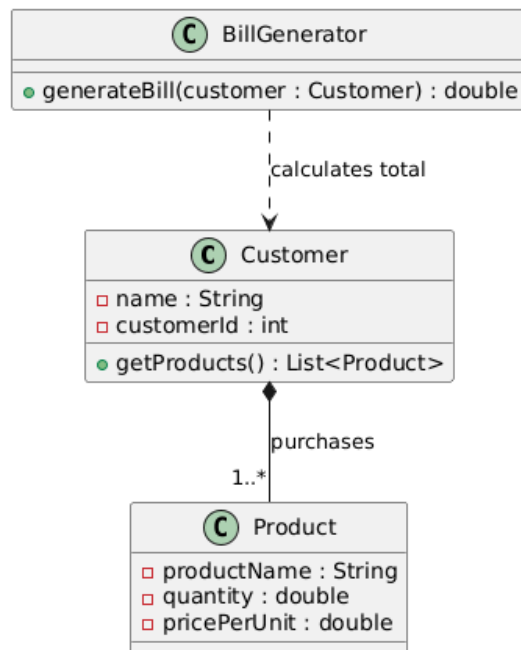 C BillGenerator
+ generateBill(customer : Customer) : double
calculates total
C Customer
name : String
customerId : int
getProducts() : List<Product>
purchases
1..*
C Product
productName : String
quantity : double
pricePerUnit : double